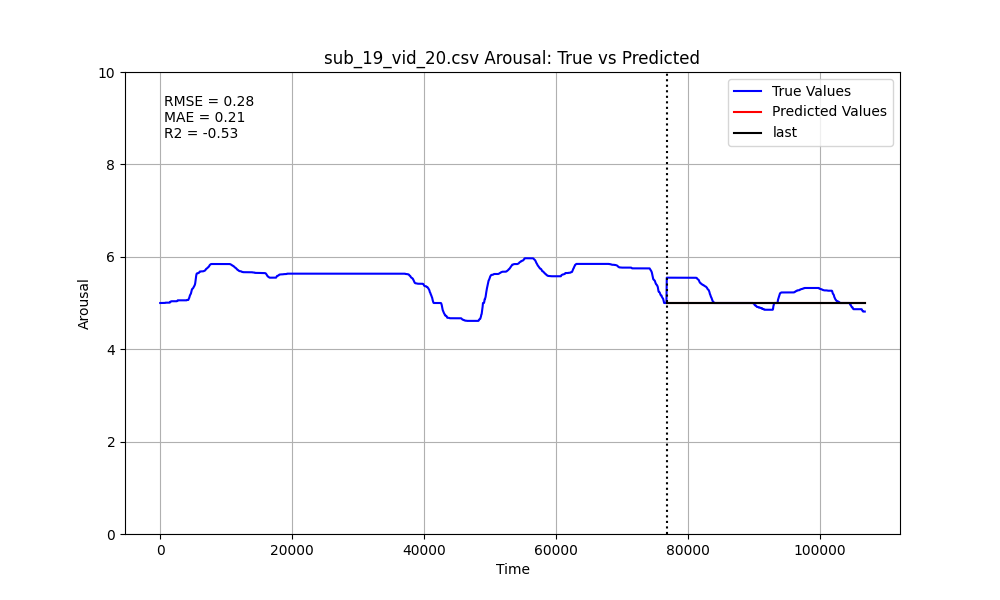 sub_19_vid_20.csv Arousal: True vs Predicted
RMSE = 0.28
MAE = 0.21
R2 = -0.53
True Values
Predicted Values
last
10
8
6
4
2
0
Arousal
0 20000 40000 60000 80000 100000
Time